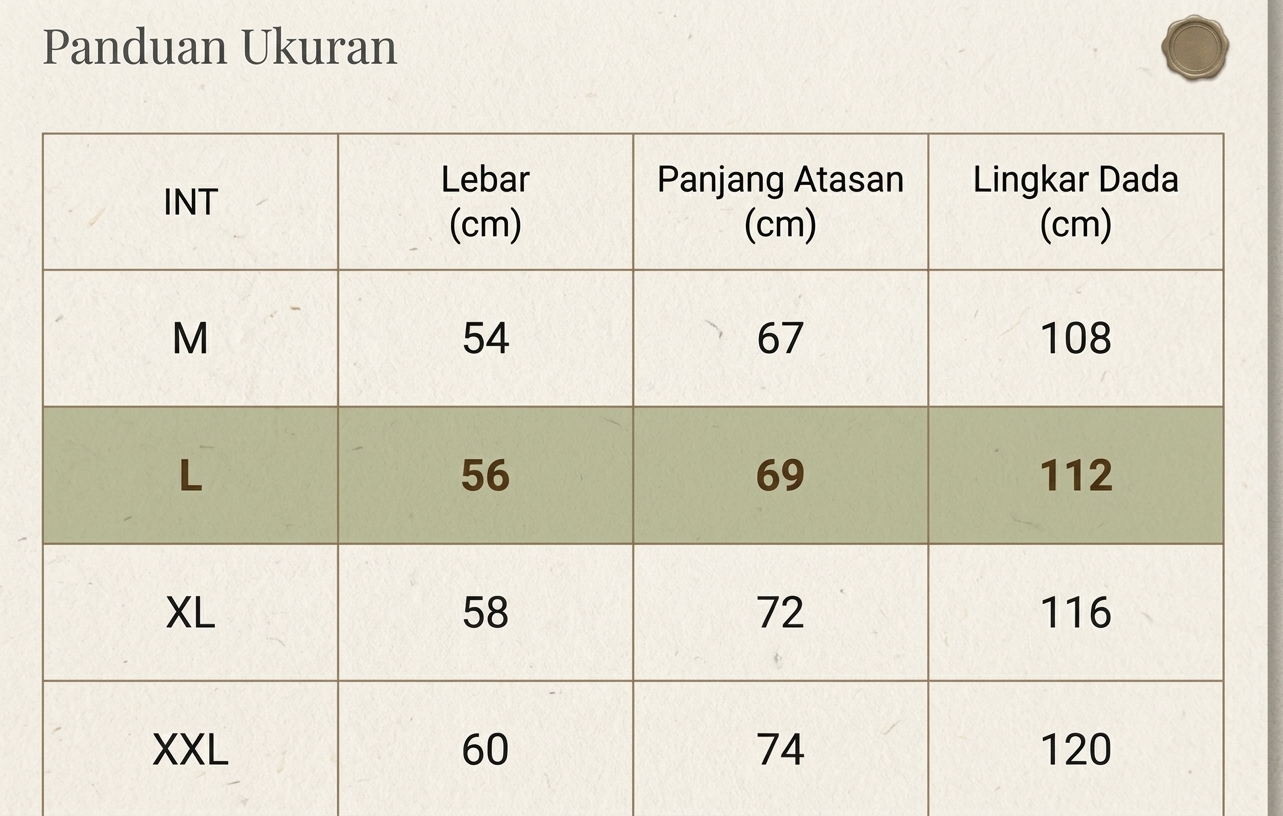 Panduan Ukuran
INT
Lebar
(cm)
Panjang Atasan
(cm)
Lingkar Dada
(cm)
M 54 67 108
L 56 69 112
XL 58 72 116
XXL 60 74 120